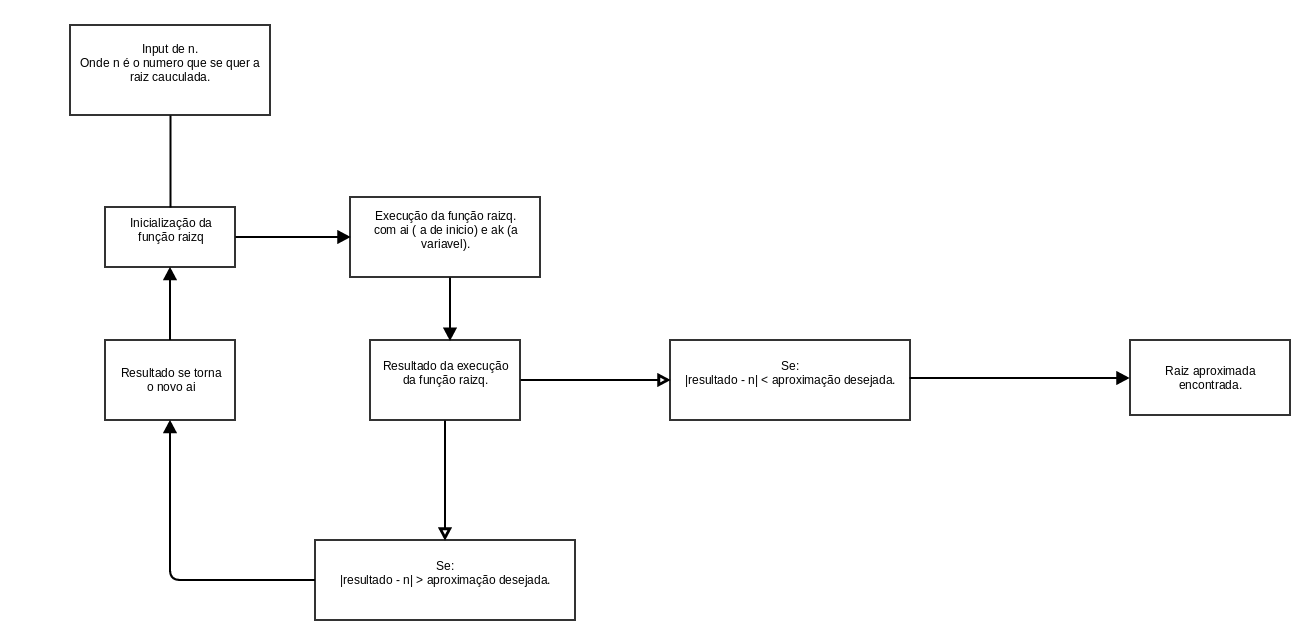 Input de n.
Onde n é o numero que se quer a
raiz cauculada.
Inicialização da
função raizq
Execução da função raizq.
com ai ( a de inicio) e ak (a
variavel).
Resultado se torna
o novo ai
Resultado da execução
da função raizq.
Se:
|resultado - n| < aproximação desejada.
Raiz aproximada
encontrada.
Se:
|resultado - n| > aproximação desejada.